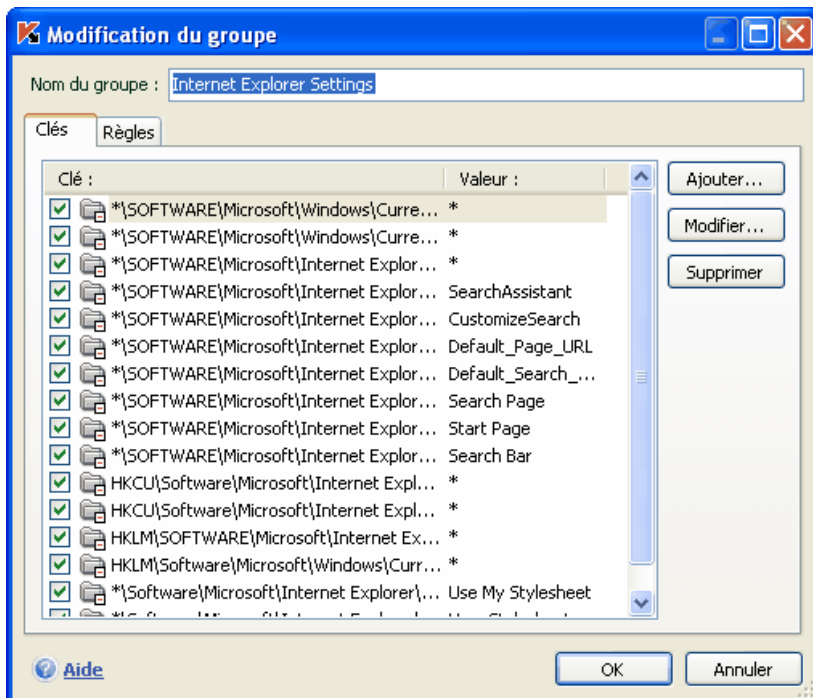 Modification du groupe
Nom du groupe : Internet Explorer Settings
Clés Règles
Clé : Valeur :
*\SOFTWARE\Microsoft\Windows\Curre... *
*\SOFTWARE\Microsoft\Windows\Curre... *
*\SOFTWARE\Microsoft\Internet Explor... *
*\SOFTWARE\Microsoft\Internet Explor... SearchAssistant
*\SOFTWARE\Microsoft\Internet Explor... CustomizeSearch
*\SOFTWARE\Microsoft\Internet Explor... Default_Page_URL
*\SOFTWARE\Microsoft\Internet Explor... Default_Search_...
*\SOFTWARE\Microsoft\Internet Explor... Search Page
*\SOFTWARE\Microsoft\Internet Explor... Start Page
*\SOFTWARE\Microsoft\Internet Explor... Search Bar
HKCU\Software\Microsoft\Internet Expl... *
HKCU\Software\Microsoft\Internet Expl... *
HKLM\SOFTWARE\Microsoft\Internet Ex... *
HKLM\Software\Microsoft\Windows\Curr... *
*\Software\Microsoft\Internet Explorer\... Use My Stylesheet
Ajouter...
Modifier...
Supprimer
Aide
OK Annuler